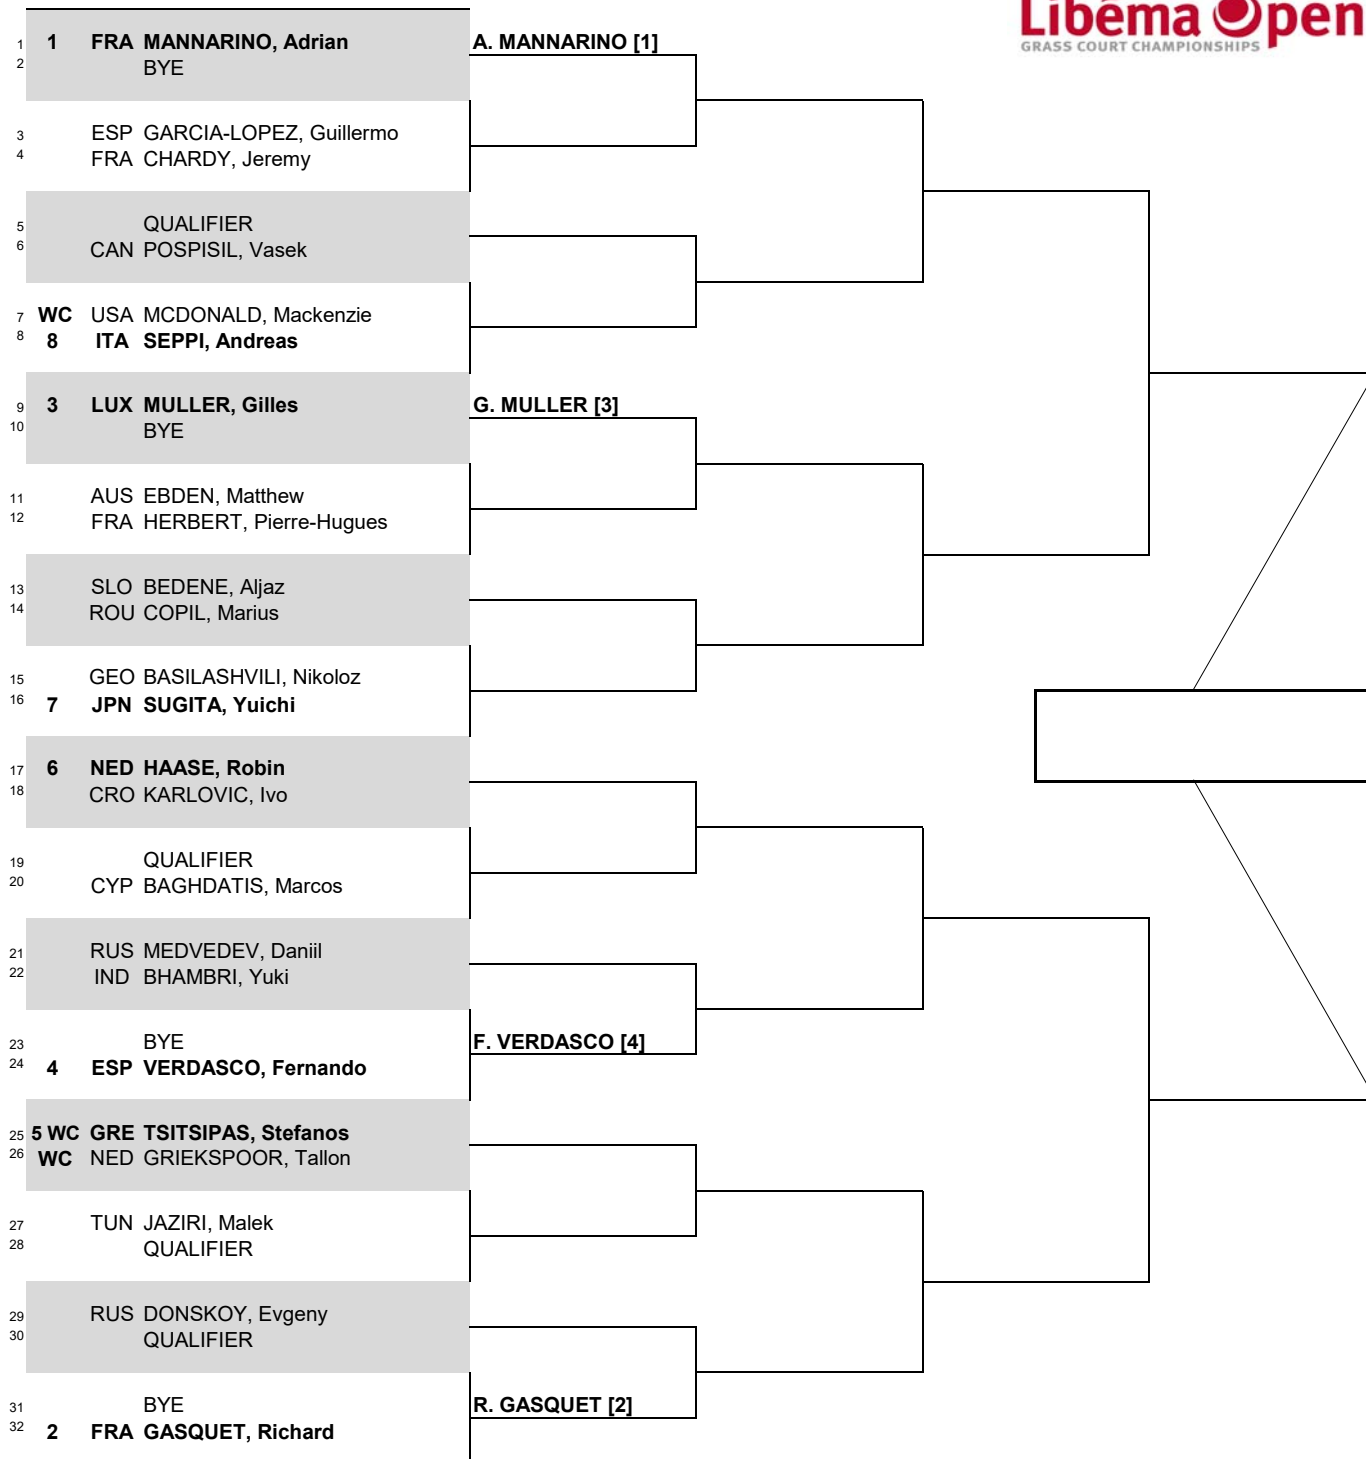 Libéma Open
GRASS COURT CHAMPIONSHIPS
1 1 FRA MANNARINO, Adrian A. MANNARINO [1]
2 BYE
3 ESP GARCIA-LOPEZ, Guillermo
4 FRA CHARDY, Jeremy
5 QUALIFIER
6 CAN POSPISIL, Vasek
7 WC USA MCDONALD, Mackenzie
8 8 ITA SEPPI, Andreas
9 3 LUX MULLER, Gilles G. MULLER [3]
10 BYE
11 AUS EBDEN, Matthew
12 FRA HERBERT, Pierre-Hugues
13 SLO BEDENE, Aljaz
14 ROU COPIL, Marius
15 GEO BASILASHVILI, Nikoloz
16 7 JPN SUGITA, Yuichi
17 6 NED HAASE, Robin
18 CRO KARLOVIC, Ivo
19 QUALIFIER
20 CYP BAGHDATIS, Marcos
21 RUS MEDVEDEV, Daniil
22 IND BHAMBRI, Yuki
23 BYE F. VERDASCO [4]
24 4 ESP VERDASCO, Fernando
25 5 WC GRE TSITSIPAS, Stefanos
26 WC NED GRIEKSPOOR, Tallon
27 TUN JAZIRI, Malek
28 QUALIFIER
29 RUS DONSKOY, Evgeny
30 QUALIFIER
31 BYE R. GASQUET [2]
32 2 FRA GASQUET, Richard